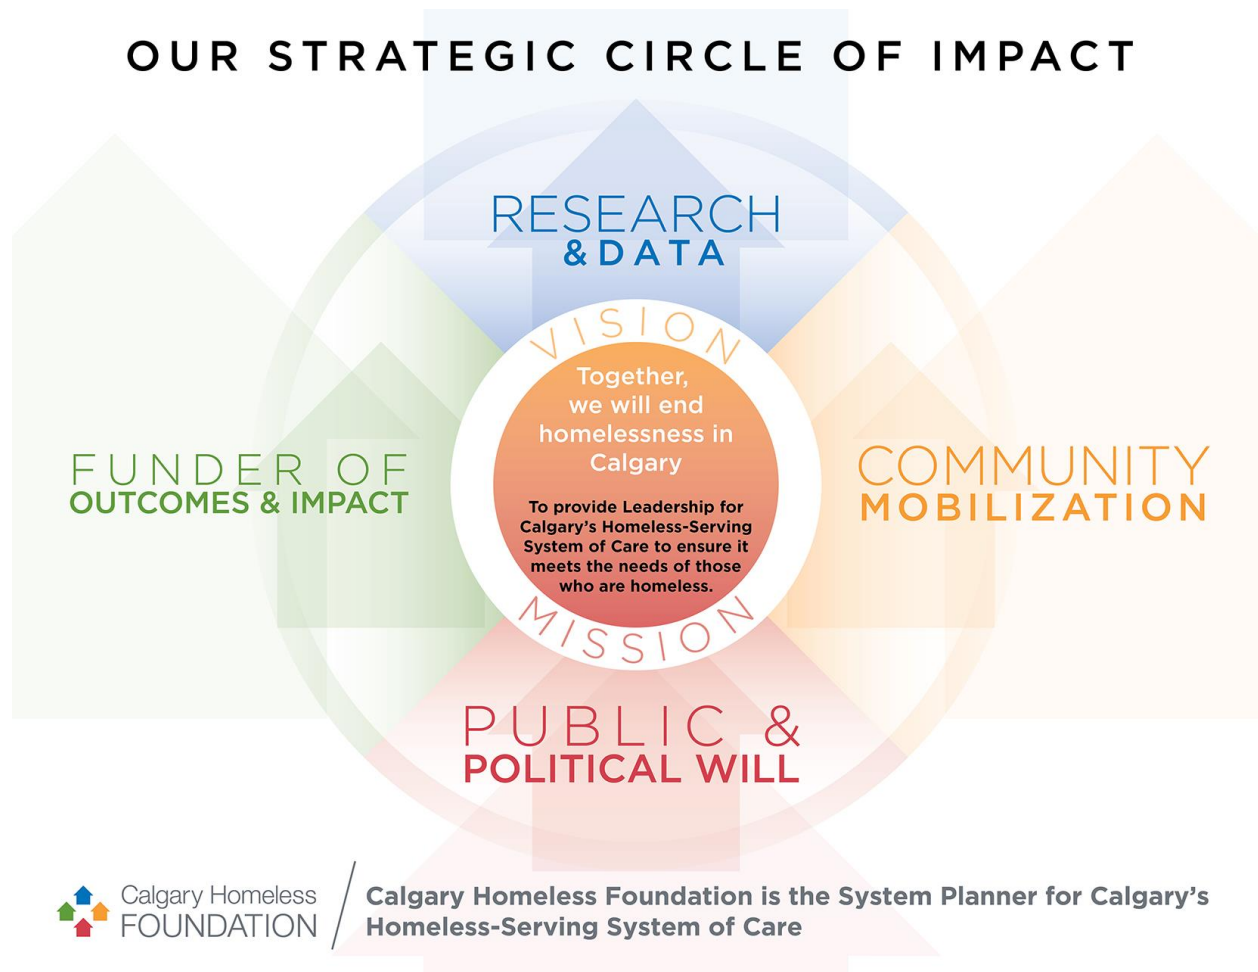 OUR STRATEGIC CIRCLE OF IMPACT
RESEARCH
& DATA
VISION
Together,
we will end
homelessness in
Calgary
FUNDER OF
OUTCOMES & IMPACT
COMMUNITY
MOBILIZATION
To provide Leadership for
Calgary's Homeless-Serving
System of Care to ensure it
meets the needs of those
who are homeless.
MISSION
PUBLIC &
POLITICAL WILL
Calgary Homeless
FOUNDATION
Calgary Homeless Foundation is the System Planner for Calgary's
Homeless-Serving System of Care